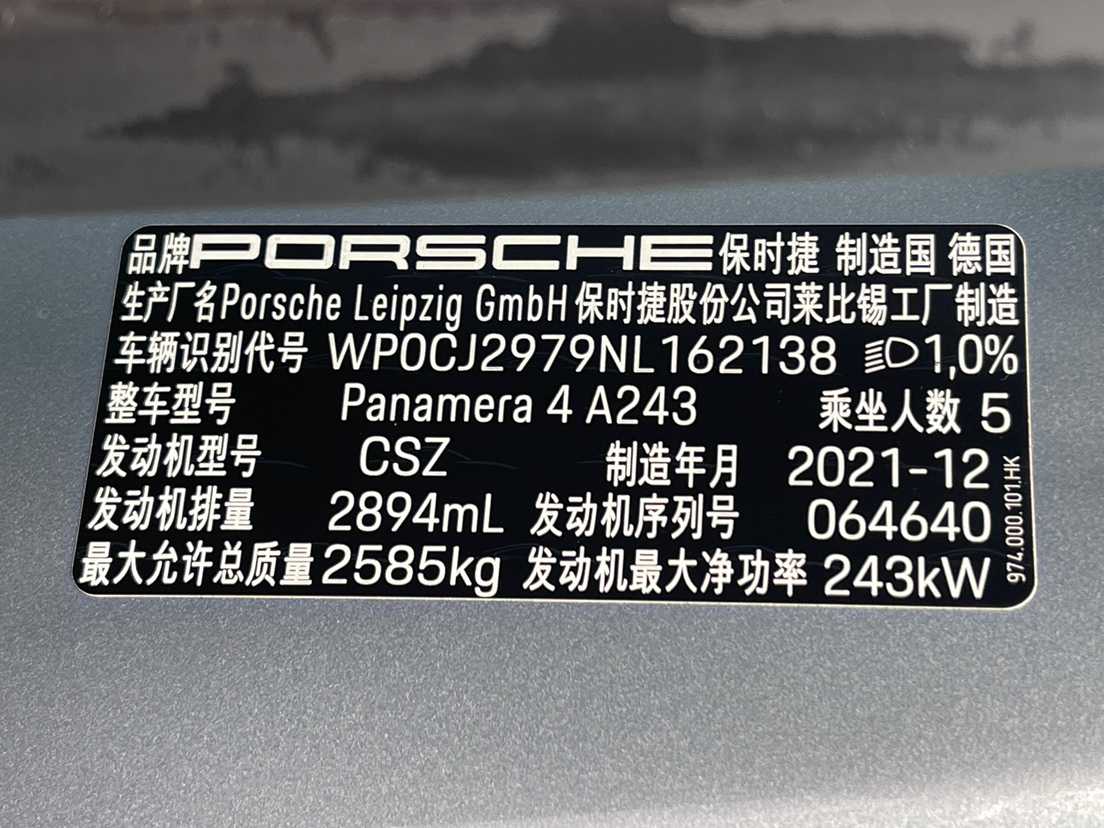 品牌PORSCHE保时捷 制造国 德国
生产厂名Porsche Leipzig GmbH保时捷股份公司莱比锡工厂制造
车辆识别代号 WP0CJ2979NL162138 1,0%
整车型号 Panamera 4 A243 乘坐人数 5
发动机型号 CSZ 制造年月 2021-12
发动机排量 2894mL 发动机序列号 064640
最大允许总质量2585kg 发动机最大净功率 243kW
974.000.101.HK